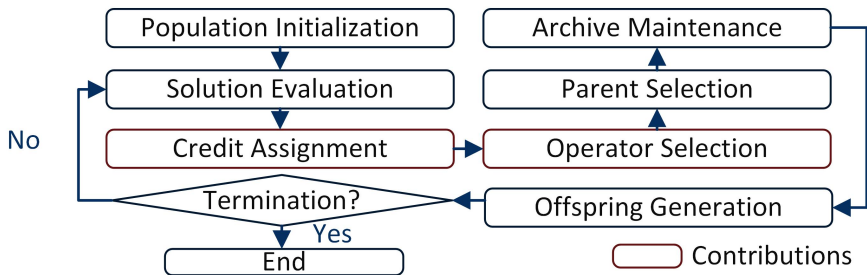 Population Initialization
Solution Evaluation
Credit Assignment
Operator Selection
Parent Selection
Archive Maintenance
Offspring Generation
Termination?
No
Yes
End
Contributions